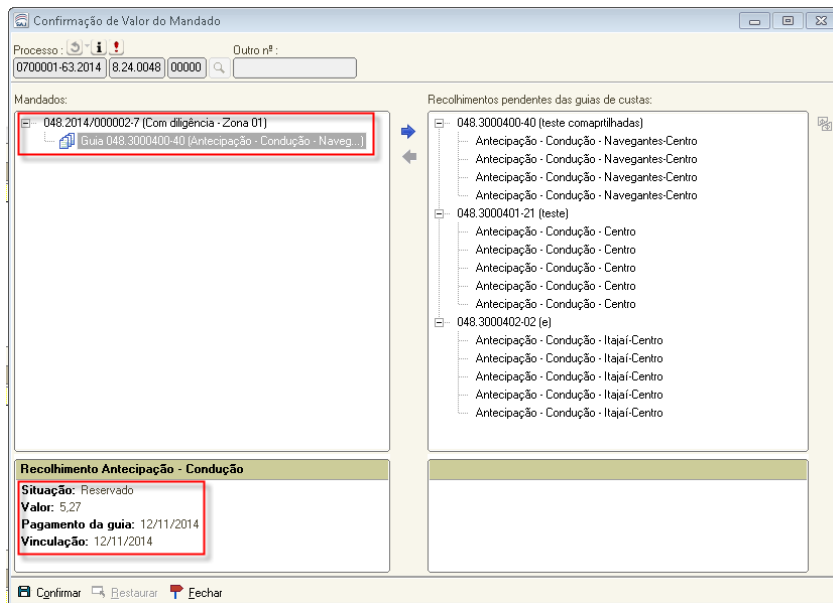 Confirmação de Valor do Mandado
Processo :
Outro nº :
0700001-63.2014 8.24.0048 00000
Mandados:
048.2014/000002-7 (Com diligência - Zona 01)
Guia 048.3000400-40 (Antecipação - Condução - Naveg...)
Recolhimentos pendentes das guias de custas:
048.3000400-40 (teste comaprtilhadas)
Antecipação - Condução - Navegantes-Centro
Antecipação - Condução - Navegantes-Centro
Antecipação - Condução - Navegantes-Centro
Antecipação - Condução - Navegantes-Centro
048.3000401-21 (teste)
Antecipação - Condução - Centro
Antecipação - Condução - Centro
Antecipação - Condução - Centro
Antecipação - Condução - Centro
Antecipação - Condução - Centro
048.3000402-02 (e)
Antecipação - Condução - Itajaí-Centro
Antecipação - Condução - Itajaí-Centro
Antecipação - Condução - Itajaí-Centro
Antecipação - Condução - Itajaí-Centro
Antecipação - Condução - Itajaí-Centro
Recolhimento Antecipação - Condução
Situação: Reservado
Valor: 5,27
Pagamento da guia: 12/11/2014
Vinculação: 12/11/2014
Confirmar Restaurar Fechar